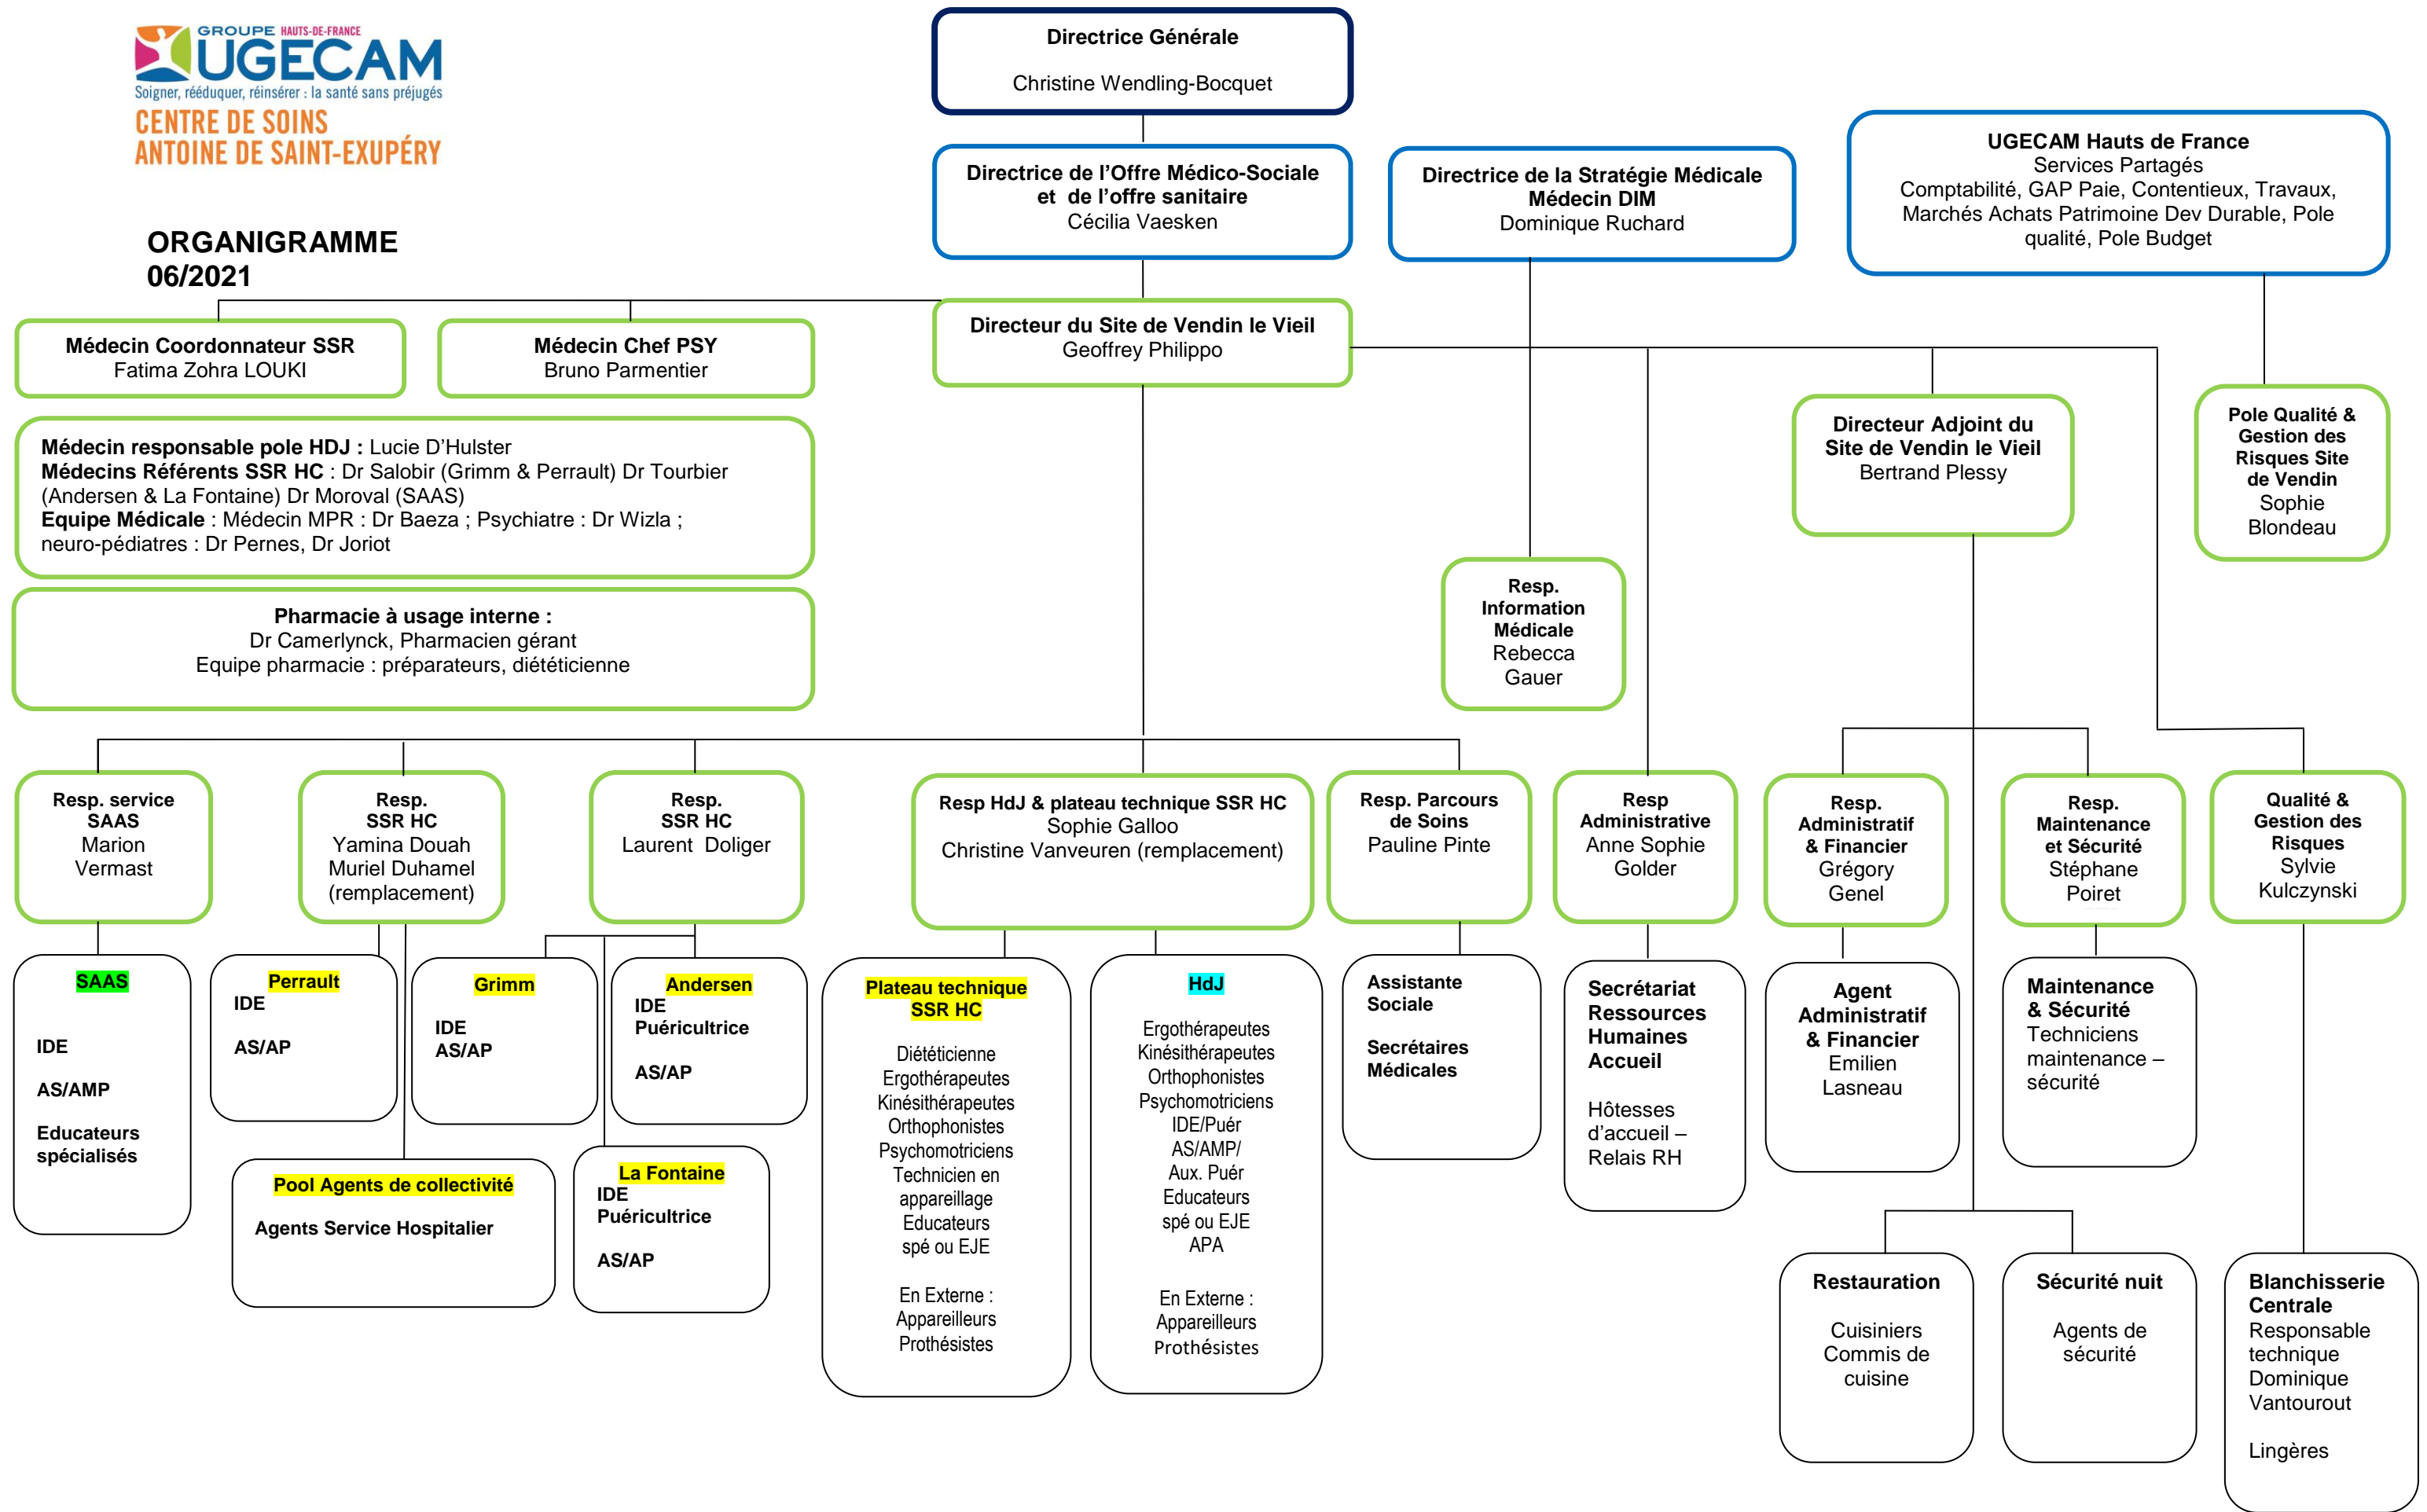 GROUPE HAUTS-DE-FRANCE
UGECAM
Soigner, rééduquer, réinsérer : la santé sans préjugés
CENTRE DE SOINS
ANTOINE DE SAINT-EXUPÉRY
ORGANIGRAMME
06/2021
Directrice Générale
Christine Wendling-Bocquet
Directrice de l’Offre Médico-Sociale
et de l’offre sanitaire
Cécilia Vaesken
Directrice de la Stratégie Médicale
Médecin DIM
Dominique Ruchard
UGECAM Hauts de France
Services Partagés
Comptabilité, GAP Paie, Contentieux, Travaux,
Marchés Achats Patrimoine Dev Durable, Pole
qualité, Pole Budget
Médecin Coordonnateur SSR
Fatima Zohra LOUKI
Médecin Chef PSY
Bruno Parmentier
Directeur du Site de Vendin le Vieil
Geoffrey Philippo
Directeur Adjoint du
Site de Vendin le Vieil
Bertrand Plessy
Pole Qualité &
Gestion des
Risques Site
de Vendin
Sophie
Blondeau
Médecin responsable pole HDJ : Lucie D’Hulster
Médecins Référents SSR HC : Dr Salobir (Grimm & Perrault) Dr Tourbier
(Andersen & La Fontaine) Dr Moroval (SAAS)
Equipe Médicale : Médecin MPR : Dr Baeza ; Psychiatre : Dr Wizla ;
neuro-pédiatres : Dr Pernes, Dr Joriot
Pharmacie à usage interne :
Dr Camerlynck, Pharmacien gérant
Equipe pharmacie : préparateurs, diététicienne
Resp.
Information
Médicale
Rebecca
Gauer
Resp. service
SAAS
Marion
Vermast
Resp.
SSR HC
Yamina Douah
Muriel Duhamel
(remplacement)
Resp.
SSR HC
Laurent Doliger
Resp HdJ & plateau technique SSR HC
Sophie Galloo
Christine Vanveuren (remplacement)
Resp. Parcours
de Soins
Pauline Pinte
Resp
Administrative
Anne Sophie
Golder
Resp.
Administratif
& Financier
Grégory
Genel
Resp.
Maintenance
et Sécurité
Stéphane
Poiret
Qualité &
Gestion des
Risques
Sylvie
Kulczynski
SAAS
IDE
AS/AMP
Educateurs
spécialisés
Perrault
IDE
AS/AP
Grimm
IDE
AS/AP
Andersen
IDE
Puéricultrice
AS/AP
Pool Agents de collectivité
Agents Service Hospitalier
La Fontaine
IDE
Puéricultrice
AS/AP
Plateau technique
SSR HC
Diététicienne
Ergothérapeutes
Kinésithérapeutes
Orthophonistes
Psychomotriciens
Technicien en
appareillage
Educateurs
spé ou EJE
En Externe :
Appareilleurs
Prothésistes
HdJ
Ergothérapeutes
Kinésithérapeutes
Orthophonistes
Psychomotriciens
IDE/Puér
AS/AMP/
Aux. Puér
Educateurs
spé ou EJE
APA
En Externe :
Appareilleurs
Prothésistes
Assistante
Sociale
Secrétaires
Médicales
Secrétariat
Ressources
Humaines
Accueil
Hôtesses
d’accueil –
Relais RH
Agent
Administratif
& Financier
Emilien
Lasneau
Maintenance
& Sécurité
Techniciens
maintenance –
sécurité
Restauration
Cuisiniers
Commis de
cuisine
Sécurité nuit
Agents de
sécurité
Blanchisserie
Centrale
Responsable
technique
Dominique
Vantourout
Lingères